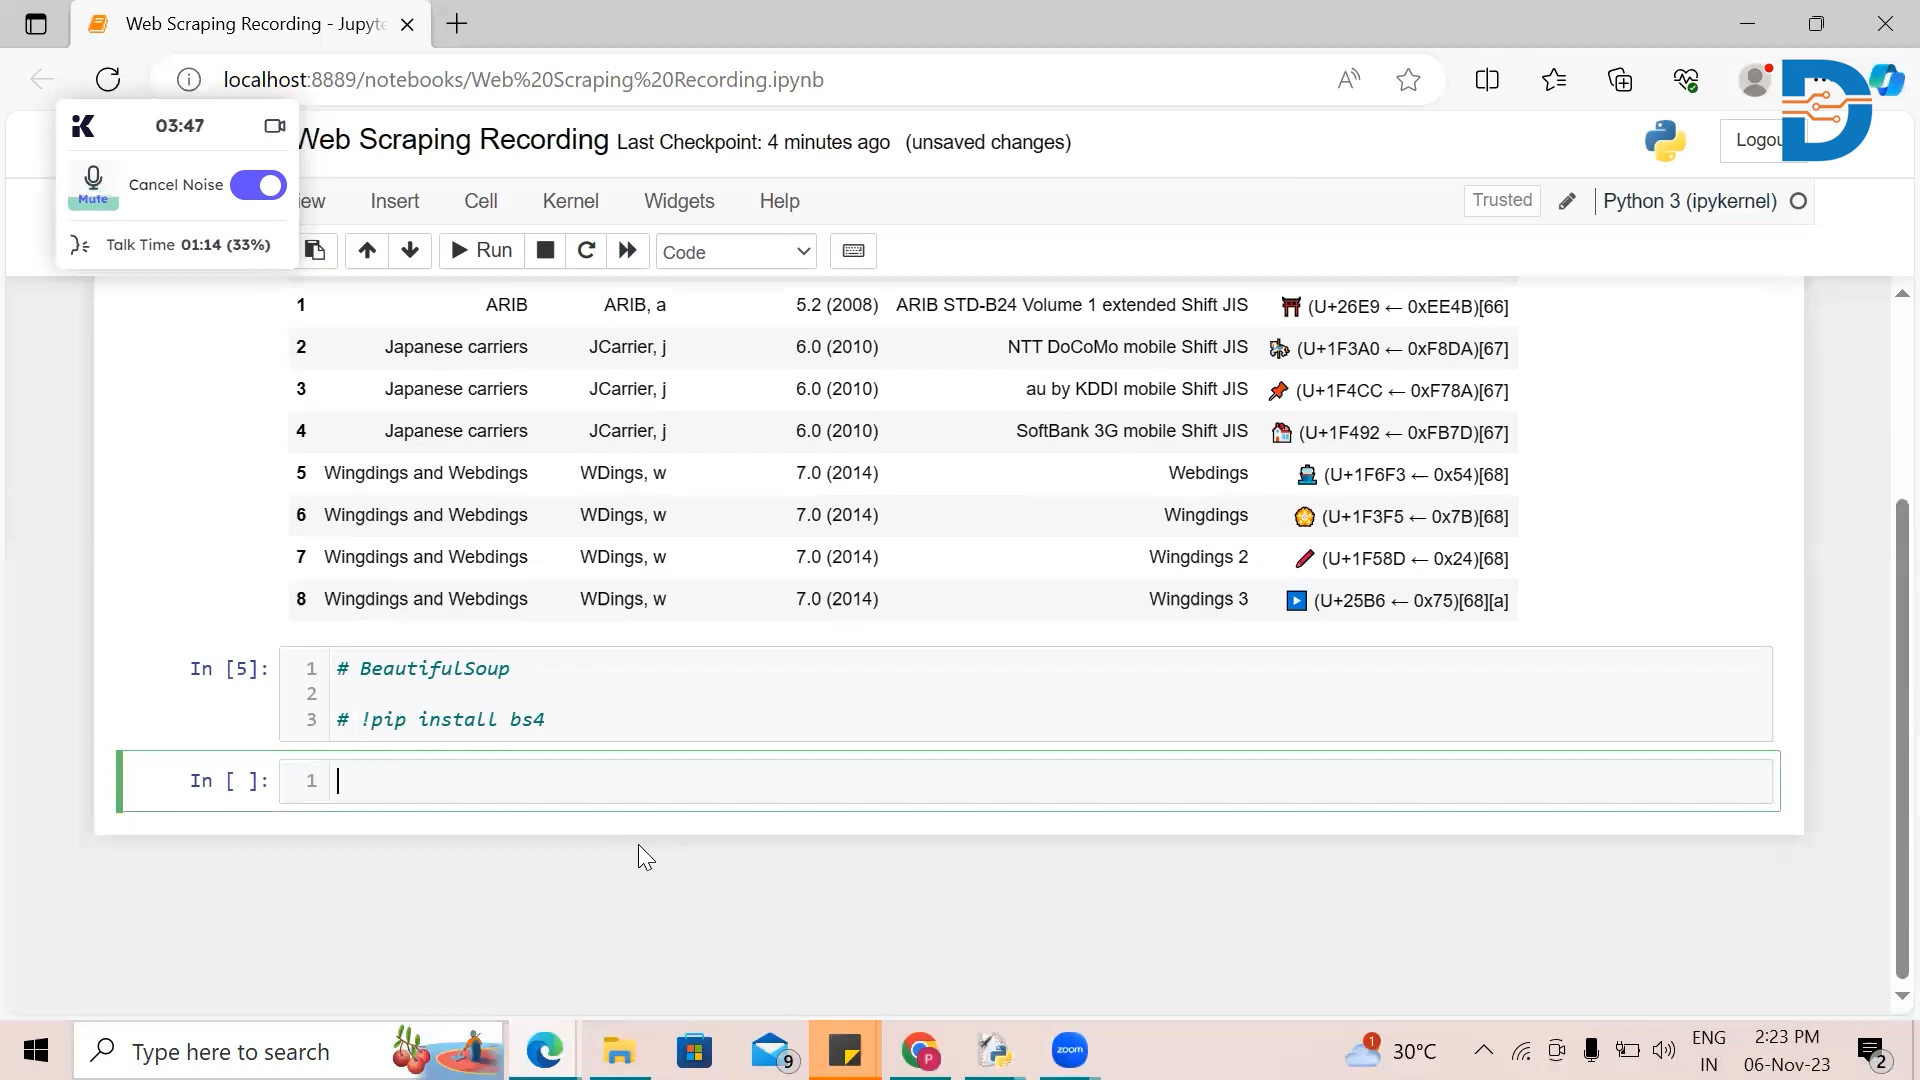 Web Scraping Recording - Jupyte
localhost:8889/notebooks/Web%20Scraping%20Recording.ipynb
03:47
Mute
Cancel Noise
Talk Time 01:14 (33%)
Web Scraping Recording Last Checkpoint: 4 minutes ago (unsaved changes)
Logou
iew Insert Cell Kernel Widgets Help
Trusted
Python 3 (ipykernel)
Run
Code
1 ARIB ARIB, a 5.2 (2008) ARIB STD-B24 Volume 1 extended Shift JIS ⛩ (U+26E9 ← 0xEE4B)[66]
2 Japanese carriers JCarrier, j 6.0 (2010) NTT DoCoMo mobile Shift JIS 🎠 (U+1F3A0 ← 0xF8DA)[67]
3 Japanese carriers JCarrier, j 6.0 (2010) au by KDDI mobile Shift JIS 📌 (U+1F4CC ← 0xF78A)[67]
4 Japanese carriers JCarrier, j 6.0 (2010) SoftBank 3G mobile Shift JIS 💒 (U+1F492 ← 0xFB7D)[67]
5 Wingdings and Webdings WDings, w 7.0 (2014) Webdings 🛳 (U+1F6F3 ← 0x54)[68]
6 Wingdings and Webdings WDings, w 7.0 (2014) Wingdings 🏵 (U+1F3F5 ← 0x7B)[68]
7 Wingdings and Webdings WDings, w 7.0 (2014) Wingdings 2 🖍 (U+1F58D ← 0x24)[68]
8 Wingdings and Webdings WDings, w 7.0 (2014) Wingdings 3 ▶ (U+25B6 ← 0x75)[68][a]
In [5]:
1 # BeautifulSoup
2
3 # !pip install bs4
In [ ]:
1
Type here to search
9
zoom
1
30°C
ENG
IN
2:23 PM
06-Nov-23
2